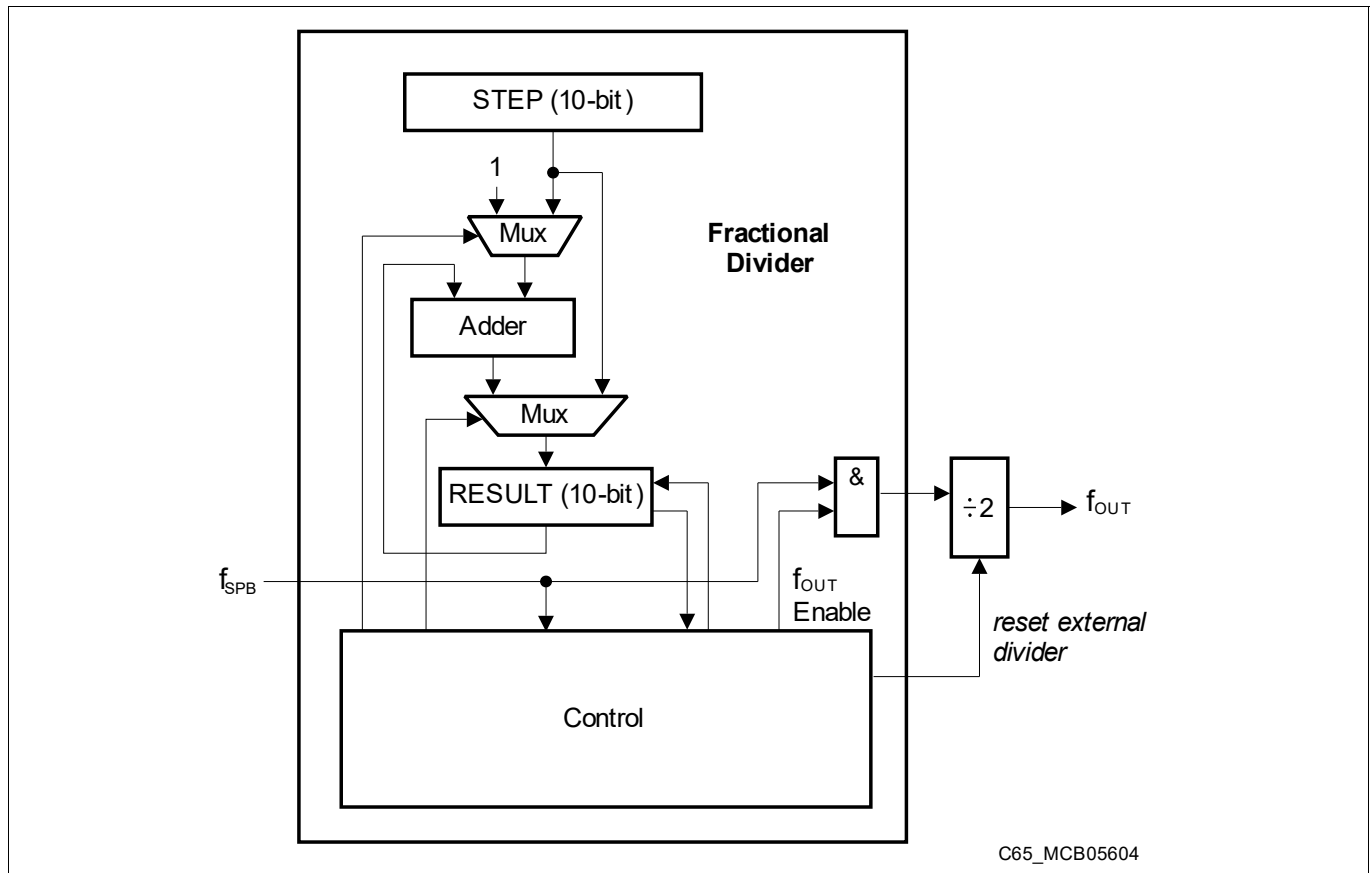 STEP (10-bit)
1
Mux
Fractional
Divider
Adder
Mux
RESULT (10-bit)
&
÷2
fOUT
fSPB
fOUT
Enable
reset external
divider
Control
C65_MCB05604